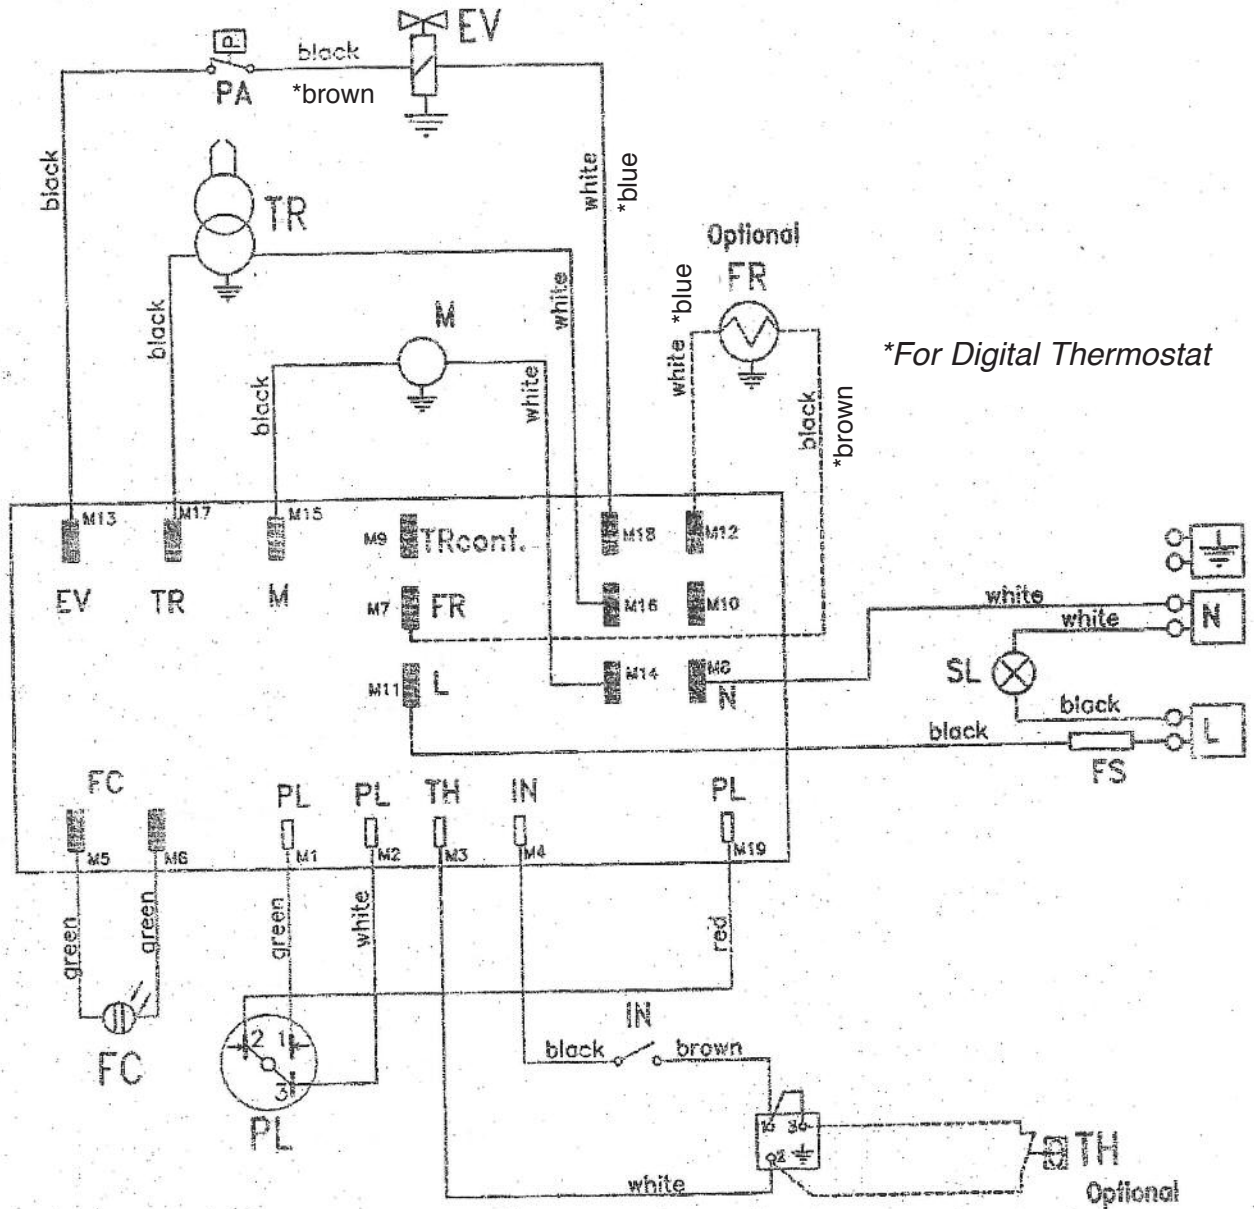 EV
P
black
PA
*brown
black
white
*blue
TR
Optional
FR
white
*blue
M
black
white
*For Digital Thermostat
black
white
black
*brown
M13
M17
M15
M9
TRcont.
M18
M12
EV
TR
M
M7
FR
M16
M10
white
N
white
M11
L
M14
M8
N
SL
black
L
black
FS
FC
PL
PL
TH
IN
PL
M5
M6
M1
M2
M3
M4
M19
green
green
green
white
red
2
1
3
FC
PL
IN
black
brown
1
3
2
TH
white
Optional